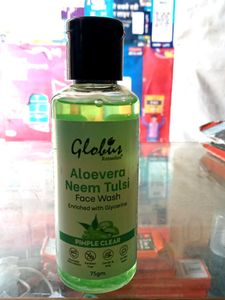 Globus
Aloevera
Neem Tulsi
Face Wash
Enriched with Glycerine
PIMPLE CLEAR
75gm.